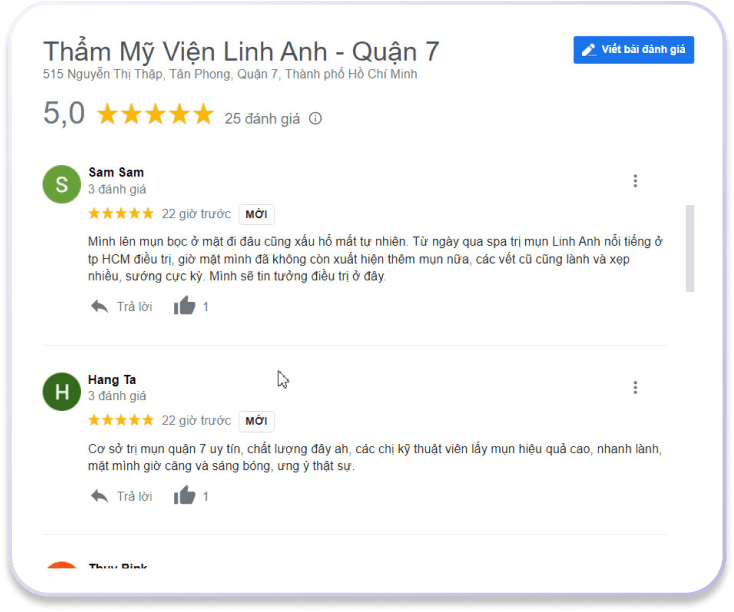 Thẩm Mỹ Viện Linh Anh - Quận 7
Viết bài đánh giá
515 Nguyễn Thị Thập, Tân Phong, Quận 7, Thành phố Hồ Chí Minh
5,0
25 đánh giá
S
Sam Sam
3 đánh giá
22 giờ trước
MỚI
Mình lên mụn bọc ở mặt đi đâu cũng xấu hổ mất tự nhiên. Từ ngày qua spa trị mụn Linh Anh nổi tiếng ở
tp HCM điều trị, giờ mặt mình đã không còn xuất hiện thêm mụn nữa, các vết cũ cũng lành và xẹp
nhiều, sướng cực kỳ. Mình sẽ tin tưởng điều trị ở đây.
Trả lời
1
H
Hang Ta
3 đánh giá
22 giờ trước
MỚI
Cơ sở trị mụn quận 7 uy tín, chất lượng đây ah, các chị kỹ thuật viên lấy mụn hiệu quả cao, nhanh lành,
mặt mình giờ căng và sáng bóng, ưng ý thật sự.
Trả lời
1